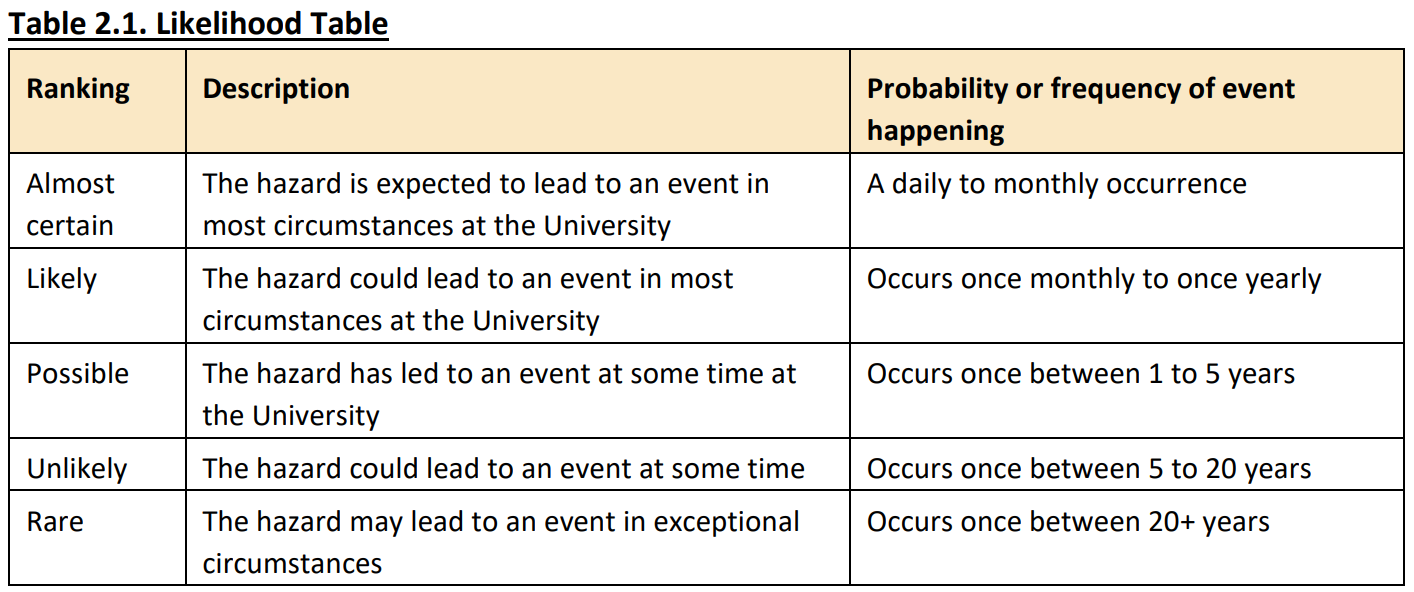 Table 2.1. Likelihood Table
Ranking
Description
Probability or frequency of event
happening
Almost
certain
The hazard is expected to lead to an event in
most circumstances at the University
A daily to monthly occurrence
Likely
The hazard could lead to an event in most
circumstances at the University
Occurs once monthly to once yearly
Possible
The hazard has led to an event at some time at
the University
Occurs once between 1 to 5 years
Unlikely
The hazard could lead to an event at some time
Occurs once between 5 to 20 years
Rare
The hazard may lead to an event in exceptional
circumstances
Occurs once between 20+ years